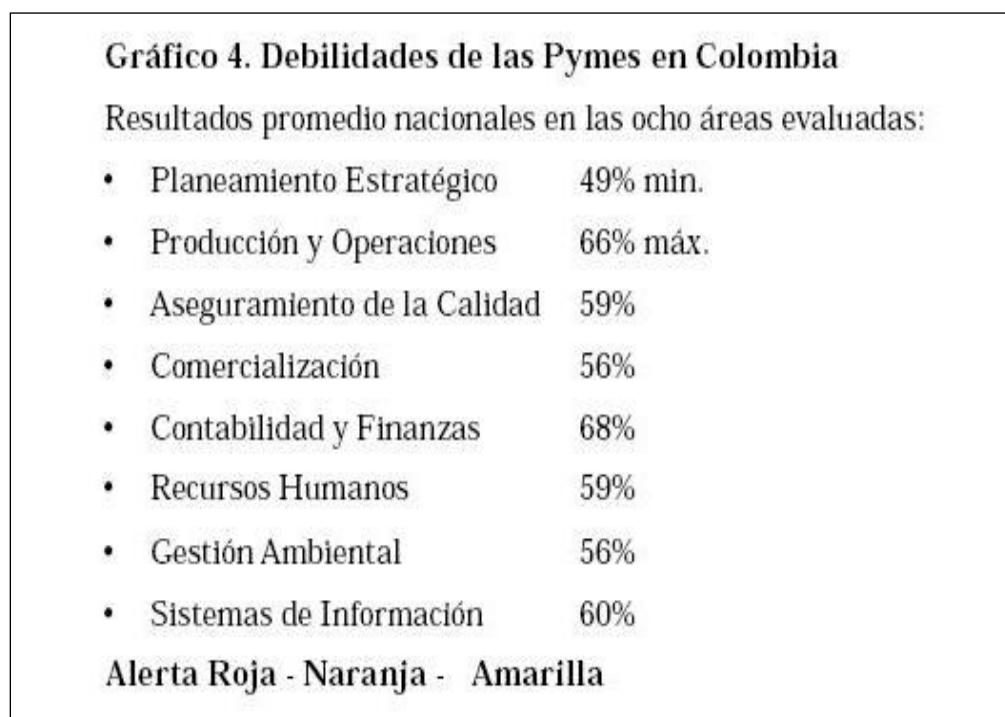 Gráfico 4. Debilidades de las Pymes en Colombia
Resultados promedio nacionales en las ocho áreas evaluadas:
• Planeamiento Estratégico 49% min.
• Producción y Operaciones 66% máx.
• Aseguramiento de la Calidad 59%
• Comercialización 56%
• Contabilidad y Finanzas 68%
• Recursos Humanos 59%
• Gestión Ambiental 56%
• Sistemas de Información 60%
Alerta Roja - Naranja - Amarilla